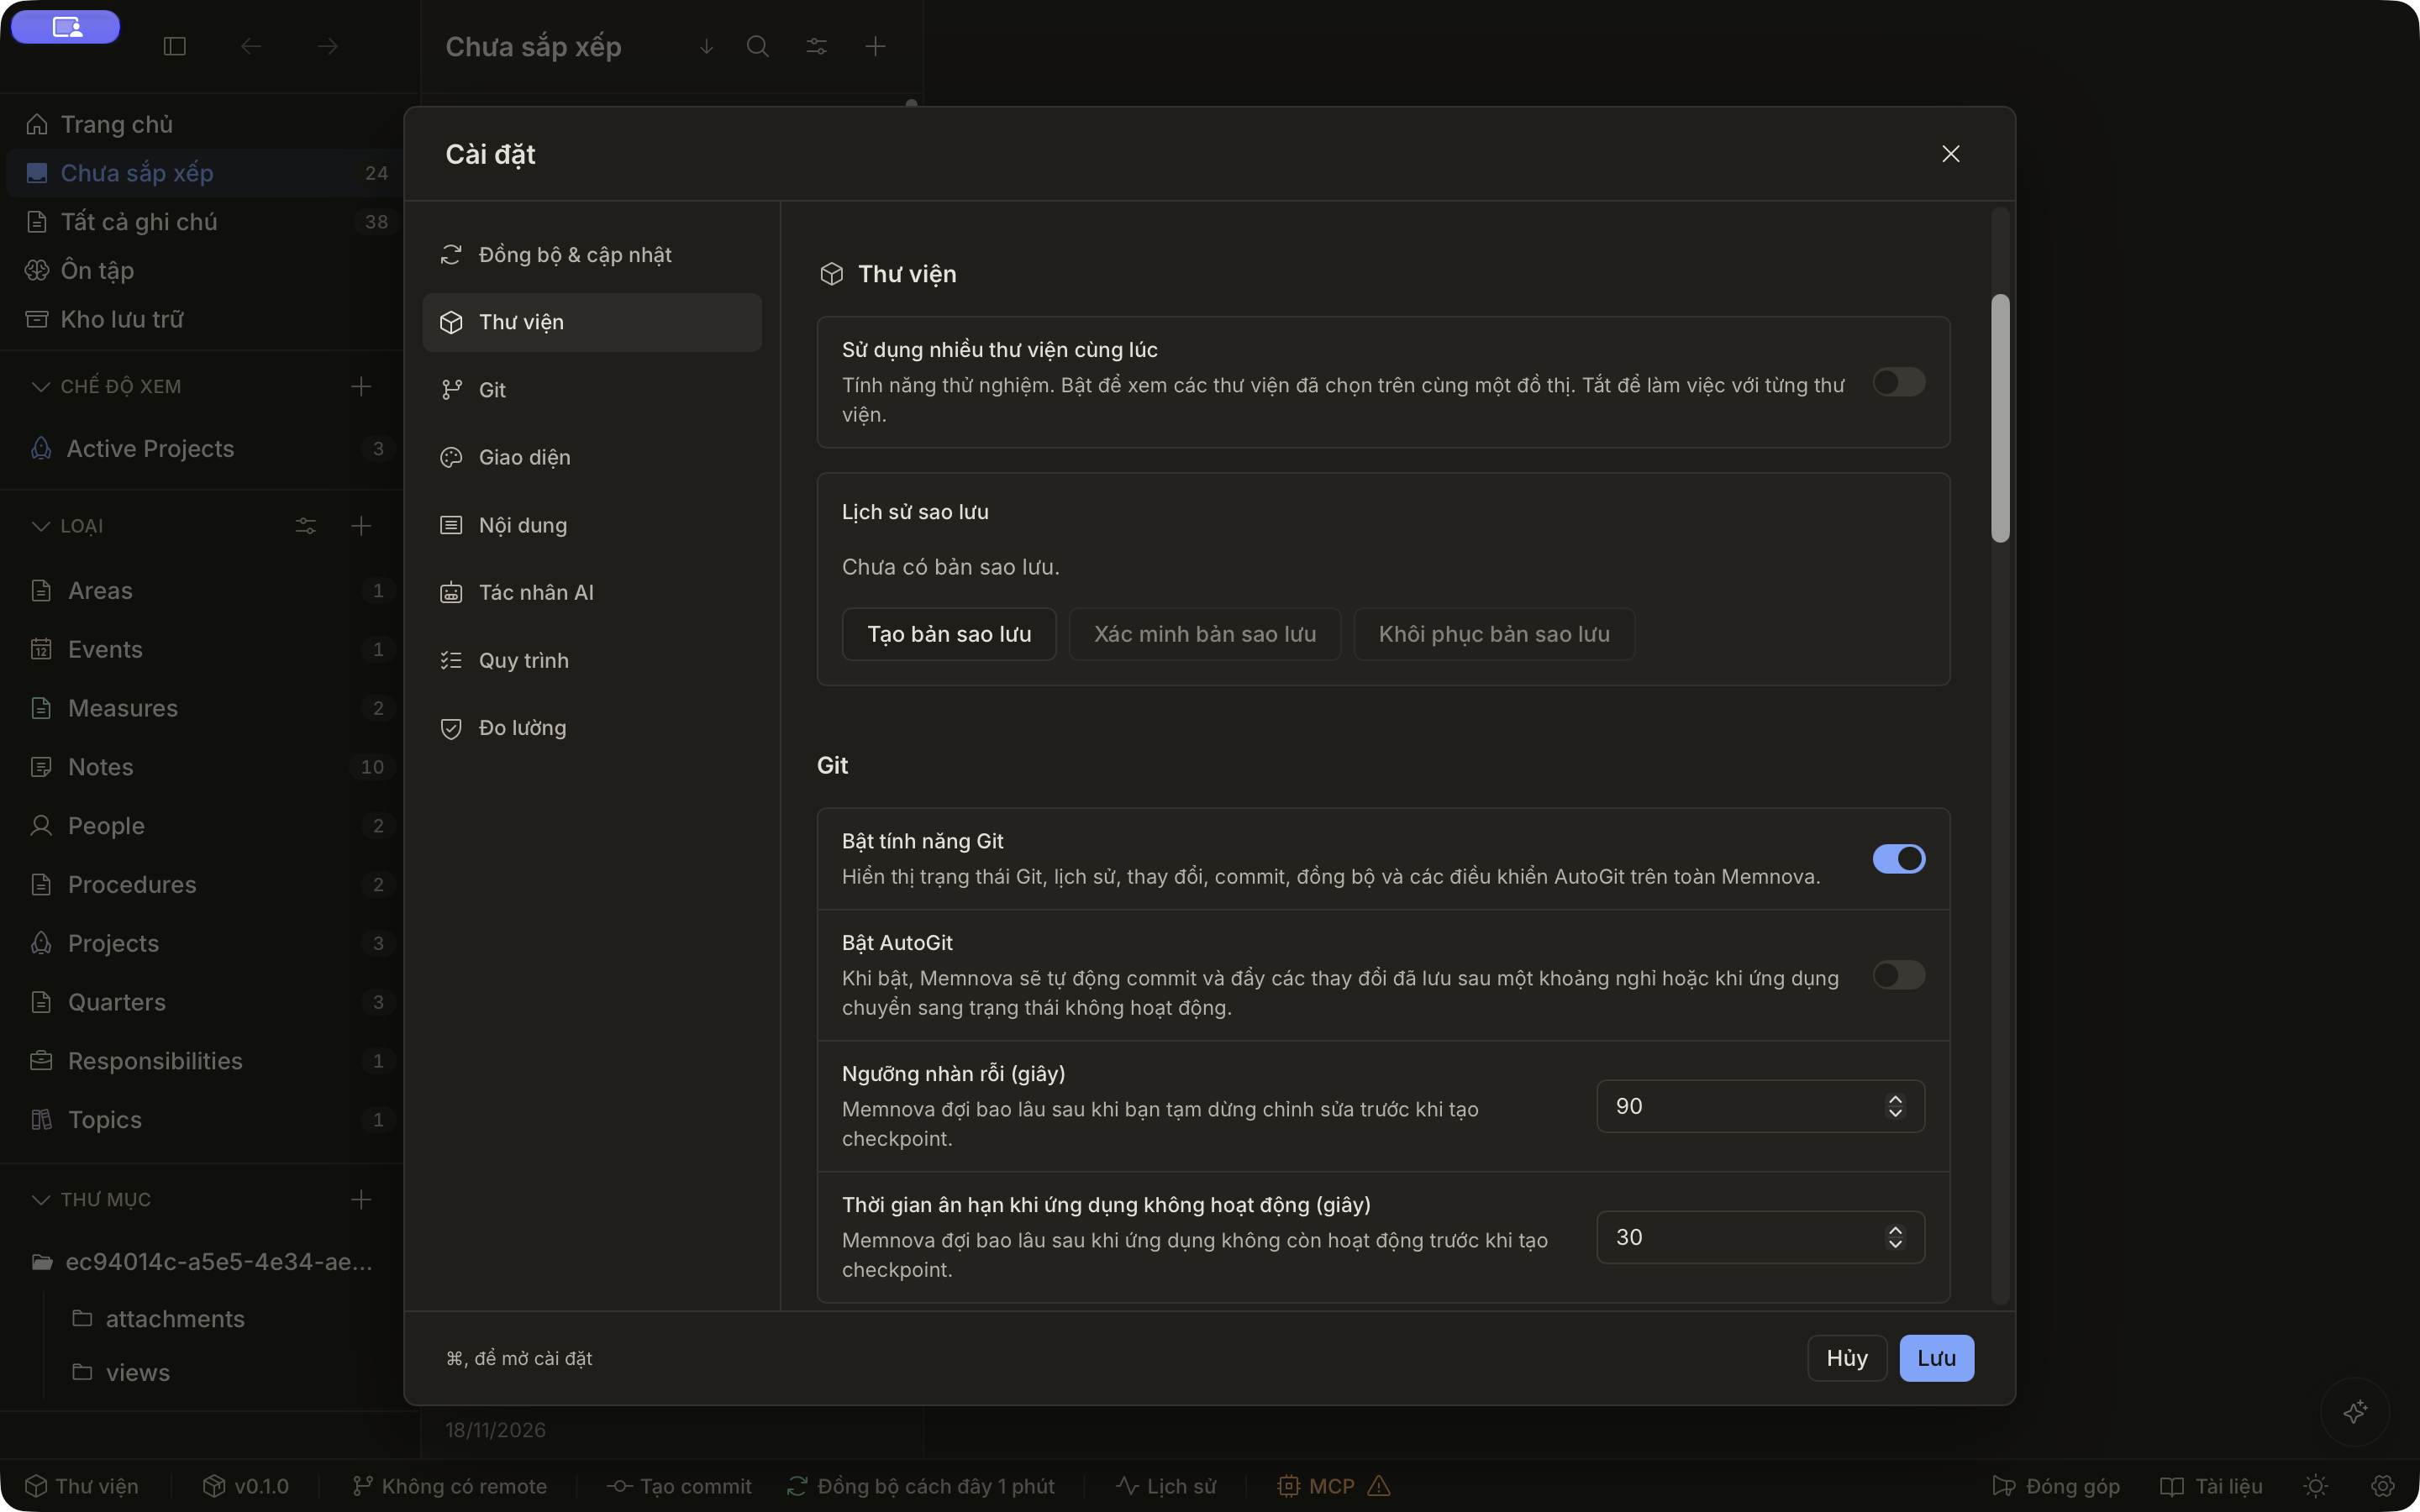 Chưa sắp xếp
Trang chủ
Chưa sắp xếp 24
Tất cả ghi chú 38
Ôn tập
Kho lưu trữ
CHẾ ĐỘ XEM
Active Projects 3
LOẠI
Areas 1
12
Events 1
Measures 2
Notes 10
People 2
Procedures 2
Projects 3
Quarters 3
Responsibilities 1
Topics 1
THƯ MỤC
ec94014c-a5e5-4e34-ae...
attachments
views
Cài đặt
Đồng bộ & cập nhật
Thư viện
Git
Giao diện
Nội dung
Tác nhân AI
Quy trình
Đo lường
Thư viện
Sử dụng nhiều thư viện cùng lúc
Tính năng thử nghiệm. Bật để xem các thư viện đã chọn trên cùng một đồ thị. Tắt để làm việc với từng thư
viện.
Lịch sử sao lưu
Chưa có bản sao lưu.
Tạo bản sao lưu Xác minh bản sao lưu Khôi phục bản sao lưu
Git
Bật tính năng Git
Hiển thị trạng thái Git, lịch sử, thay đổi, commit, đồng bộ và các điều khiển AutoGit trên toàn Memnova.
Bật AutoGit
Khi bật, Memnova sẽ tự động commit và đẩy các thay đổi đã lưu sau một khoảng nghỉ hoặc khi ứng dụng
chuyển sang trạng thái không hoạt động.
Ngưỡng nhàn rỗi (giây)
Memnova đợi bao lâu sau khi bạn tạm dừng chỉnh sửa trước khi tạo
checkpoint.
90
Thời gian ân hạn khi ứng dụng không hoạt động (giây)
Memnova đợi bao lâu sau khi ứng dụng không còn hoạt động trước khi tạo
checkpoint.
30
⌘, để mở cài đặt
Hủy Lưu
18/11/2026
Thư viện v0.1.0 Không có remote Tạo commit Đồng bộ cách đây 1 phút Lịch sử MCP Đóng góp Tài liệu